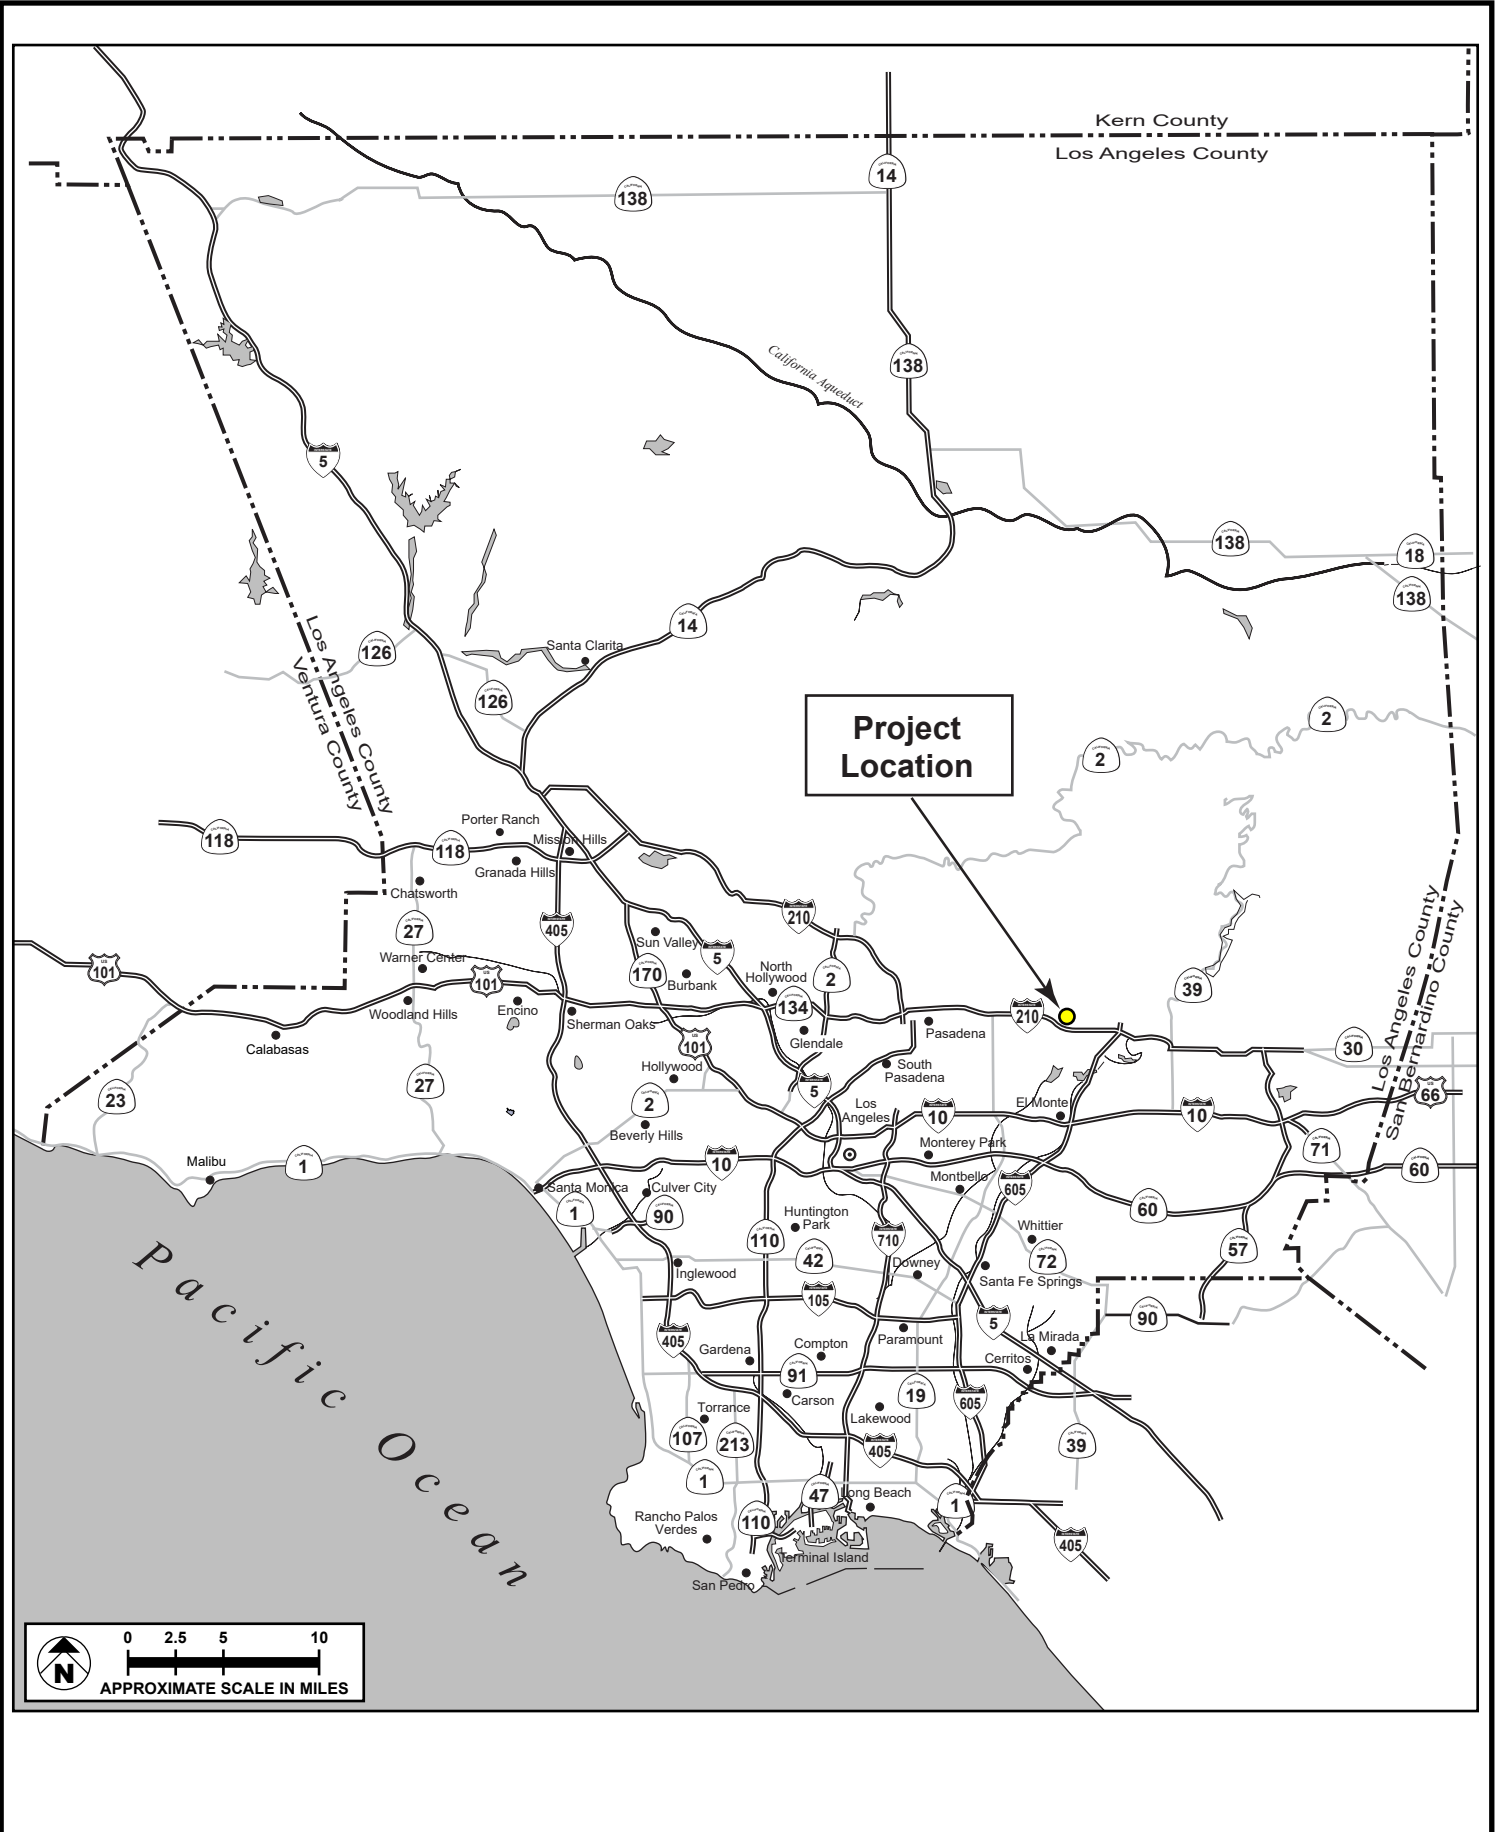 Kern County
Los Angeles County
14
138
138
California Aqueduct
5
138
18
138
14
126
Santa Clarita
126
Los Angeles County
Ventura County
Project
Location
2
2
Porter Ranch
118
118
Mission Hills
Granada Hills
Chatsworth
210
27
405
Sun Valley
5
Warner Center
US
101
US
101
170
Burbank
North
Hollywood
2
39
Los Angeles County
San Bernardino County
Woodland Hills
Encino
Sherman Oaks
134
210
Pasadena
Glendale
Calabasas
US
101
30
Hollywood
South
Pasadena
23
27
5
US
66
2
Los
Angeles
10
El Monte
10
Beverly Hills
Monterey Park
71
Malibu
1
10
60
Santa Monica
Culver City
Montbello
605
1
90
60
Huntington
Park
Whittier
110
710
57
42
72
Inglewood
Downey
Santa Fe Springs
105
5
90
405
Paramount
La Mirada
Gardena
Compton
Cerritos
91
Carson
19
605
Torrance
Lakewood
107
213
405
39
1
47
Long Beach
1
Rancho Palos
Verdes
110
405
Terminal Island
San Pedro
Pacific Ocean
0 2.5 5 10
N
APPROXIMATE SCALE IN MILES